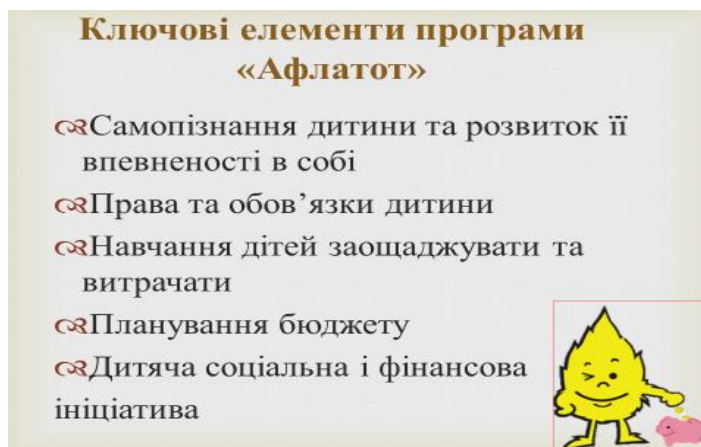 Ключові елементи програми
«Афлатот»
Самопізнання дитини та розвиток її
впевненості в собі
Права та обов’язки дитини
Навчання дітей заощаджувати та
витрачати
Планування бюджету
Дитяча соціальна і фінансова
ініціатива